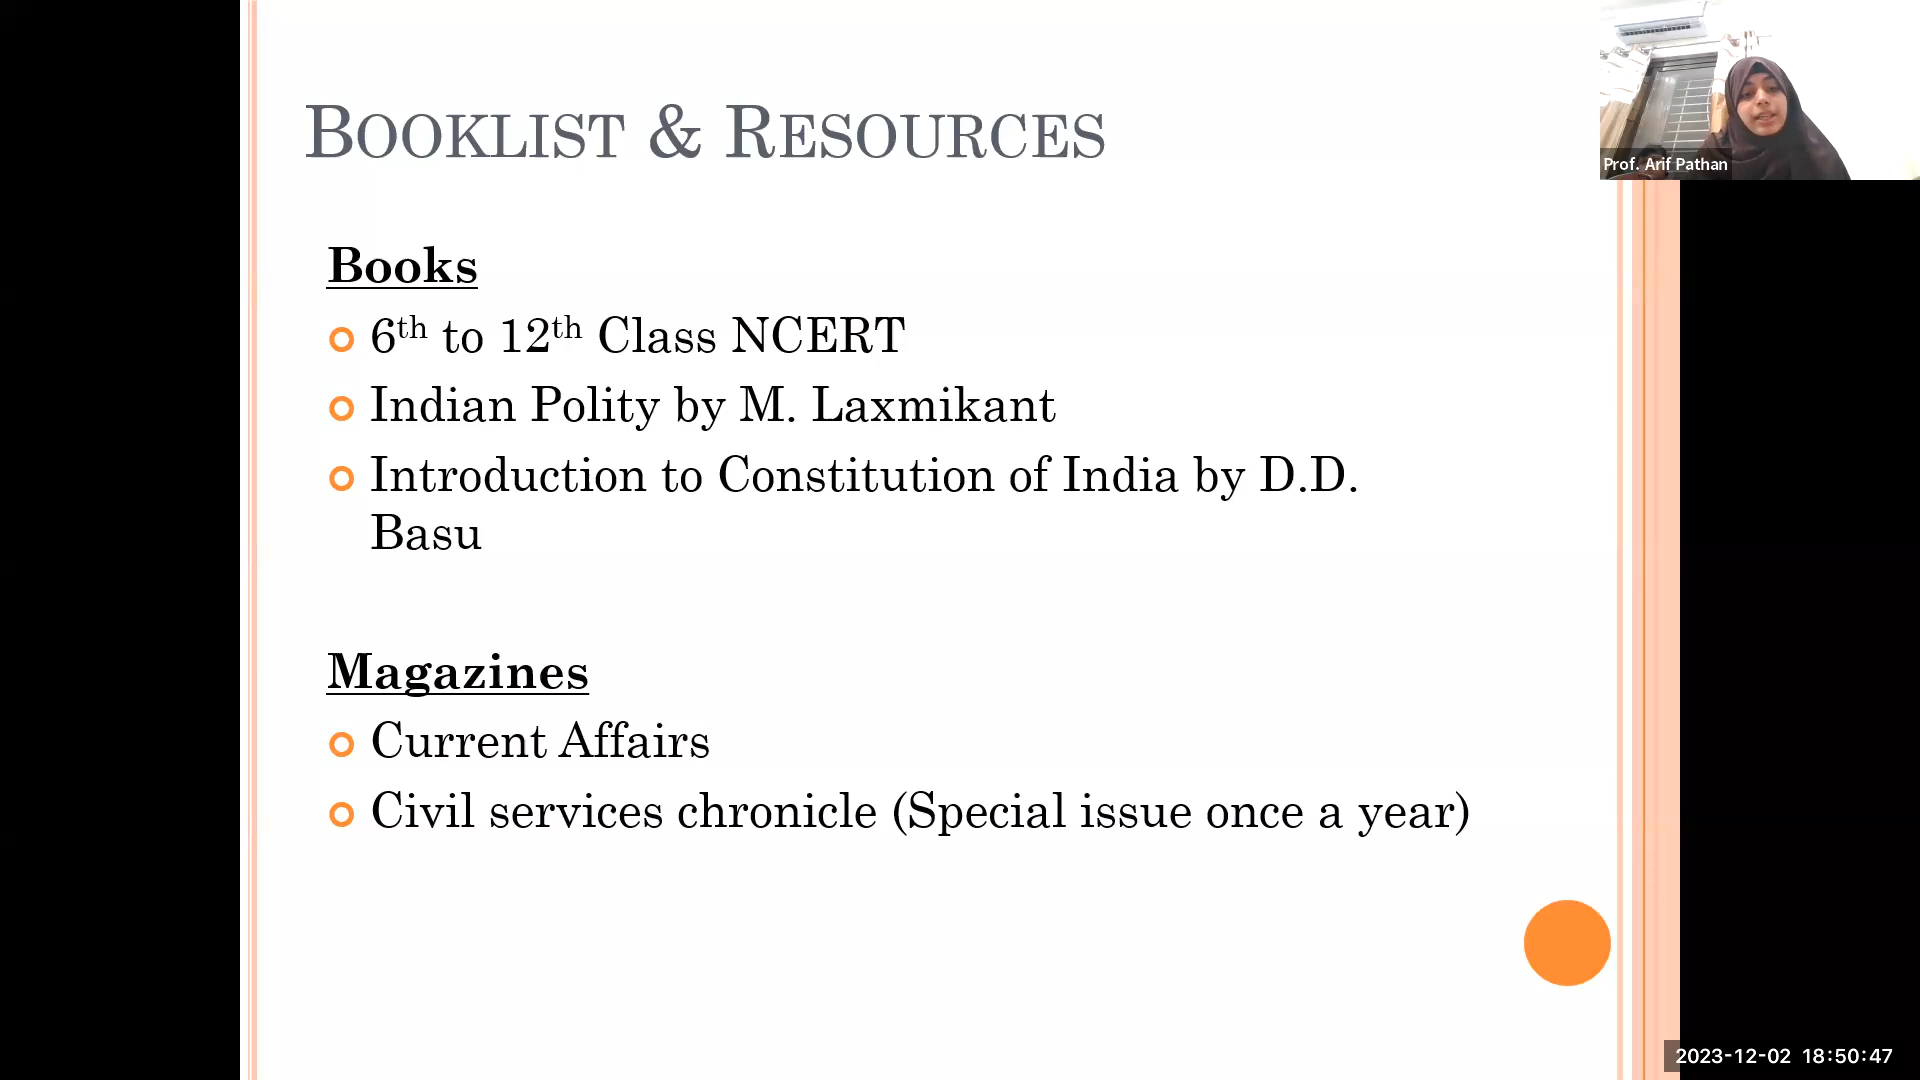 BOOKLIST & RESOURCES
Prof. Arif Pathan
Books
6th to 12th Class NCERT
Indian Polity by M. Laxmikant
Introduction to Constitution of India by D.D.
Basu
Magazines
Current Affairs
Civil services chronicle (Special issue once a year)
2023-12-02 18:50:47